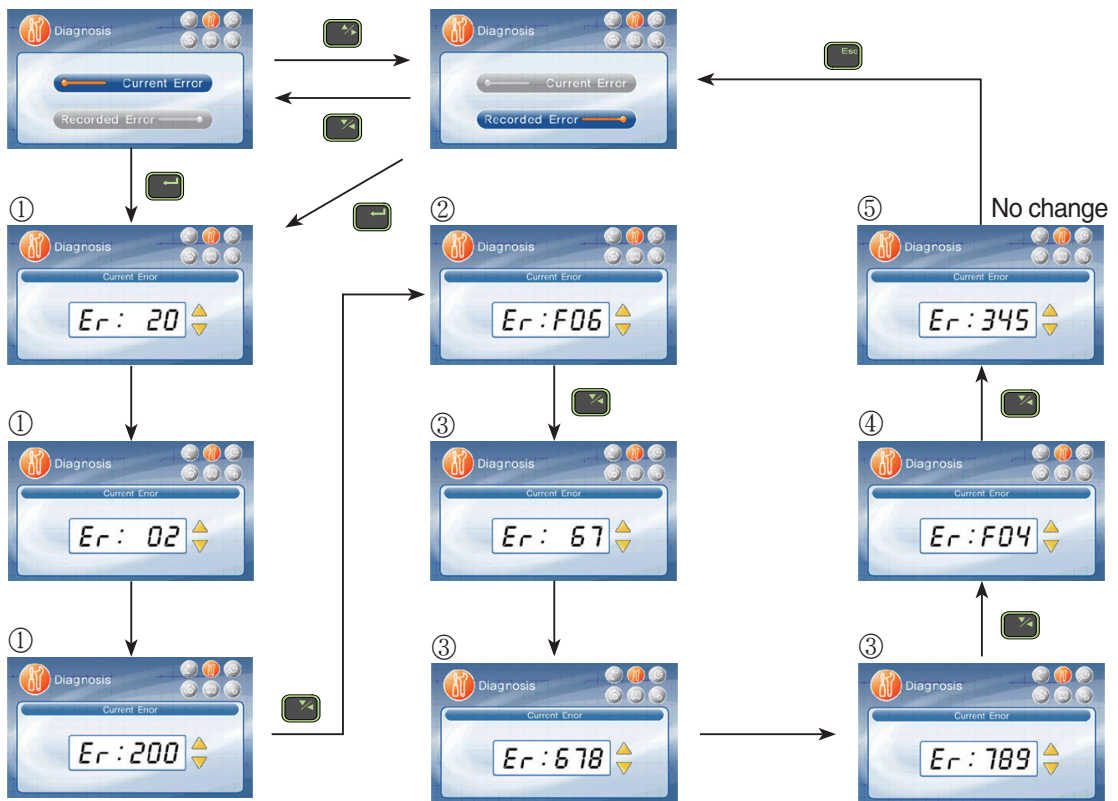 Diagnosis
Current Error
Recorded Error
Diagnosis
Current Error
Recorded Error
Esc
①
Diagnosis
Current Error
Er: 20
②
Diagnosis
Current Error
Er:F06
⑤
No change
Diagnosis
Current Error
Er:345
①
Diagnosis
Current Error
Er: 02
③
Diagnosis
Current Error
Er: 67
④
Diagnosis
Current Error
Er:F04
①
Diagnosis
Current Error
Er:200
③
Diagnosis
Current Error
Er:678
③
Diagnosis
Current Error
Er:789